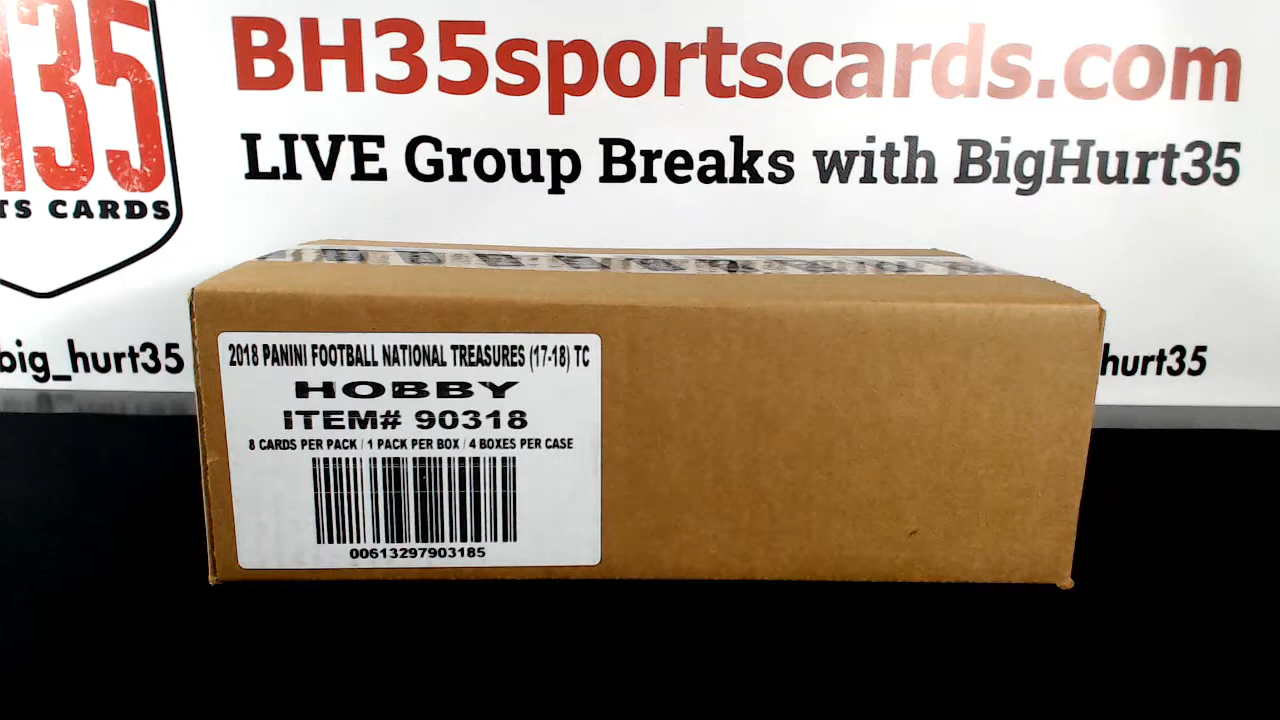 BH35sportscards.com
LIVE Group Breaks with BigHurt35
35
TS CARDS
big_hurt35
hurt35
2018 PANINI FOOTBALL NATIONAL TREASURES (17-18) TC
HOBBY
ITEM# 90318
8 CARDS PER PACK / 1 PACK PER BOX / 4 BOXES PER CASE
00613297903185